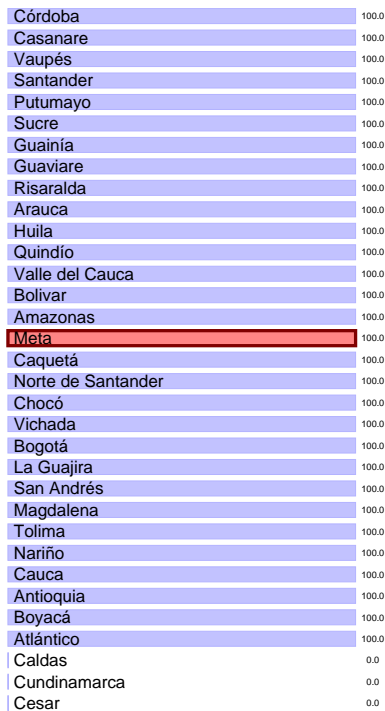 Córdoba 100.0
Casanare 100.0
Vaupés 100.0
Santander 100.0
Putumayo 100.0
Sucre 100.0
Guainía 100.0
Guaviare 100.0
Risaralda 100.0
Arauca 100.0
Huila 100.0
Quindío 100.0
Valle del Cauca 100.0
Bolivar 100.0
Amazonas 100.0
Meta 100.0
Caquetá 100.0
Norte de Santander 100.0
Chocó 100.0
Vichada 100.0
Bogotá 100.0
La Guajira 100.0
San Andrés 100.0
Magdalena 100.0
Tolima 100.0
Nariño 100.0
Cauca 100.0
Antioquia 100.0
Boyacá 100.0
Atlántico 100.0
Caldas 0.0
Cundinamarca 0.0
Cesar 0.0